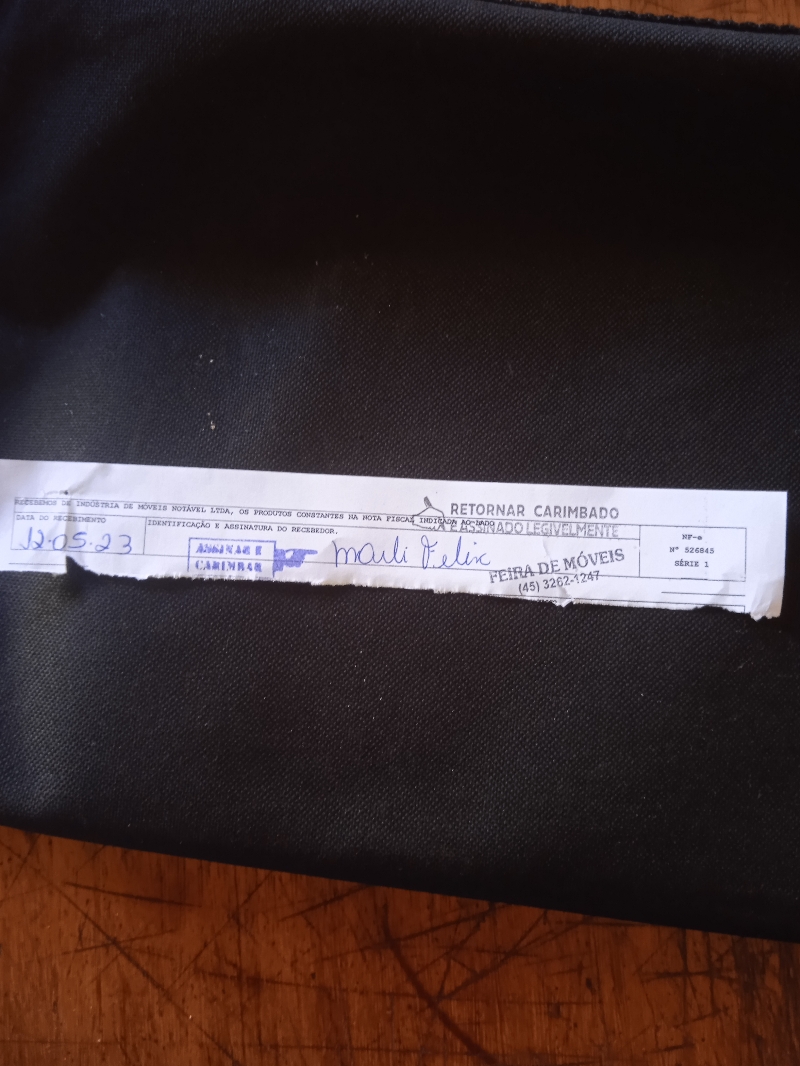 RECEBEMOS DE INDÚSTRIA DE MÓVEIS NOTÁVEL LTDA, OS PRODUTOS CONSTANTES NA NOTA FISCAL INDICADA AO LADO
RETORNAR CARIMBADO
E ASSINADO LEGIVELMENTE
DATA DO RECEBIMENTO
12-05-23
IDENTIFICAÇÃO E ASSINATURA DO RECEBEDOR.
ASSINAR E
CARIMBAR
Marli Felix
FEIRA DE MÓVEIS
(45) 3262-1247
NF-e
Nº 526845
SÉRIE 1